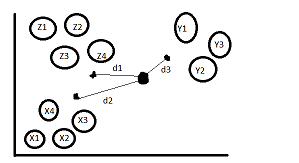 Z1 Z2 Y1
Z3 Z4 Y3
d1 d3 Y2
d2
X4 X3
X1 X2